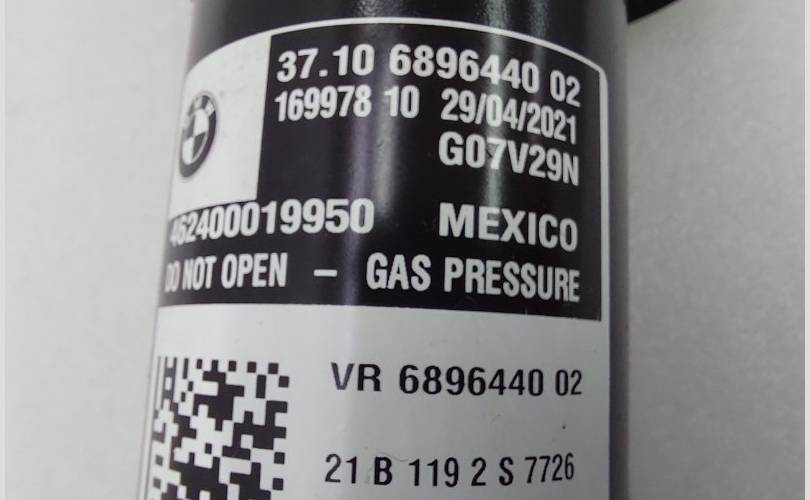 37.10 6896440 02
169978 10 29/04/2021
G07V29N
462400019950 MEXICO
DO NOT OPEN – GAS PRESSURE
VR 6896440 02
21 B 119 2 S 7726